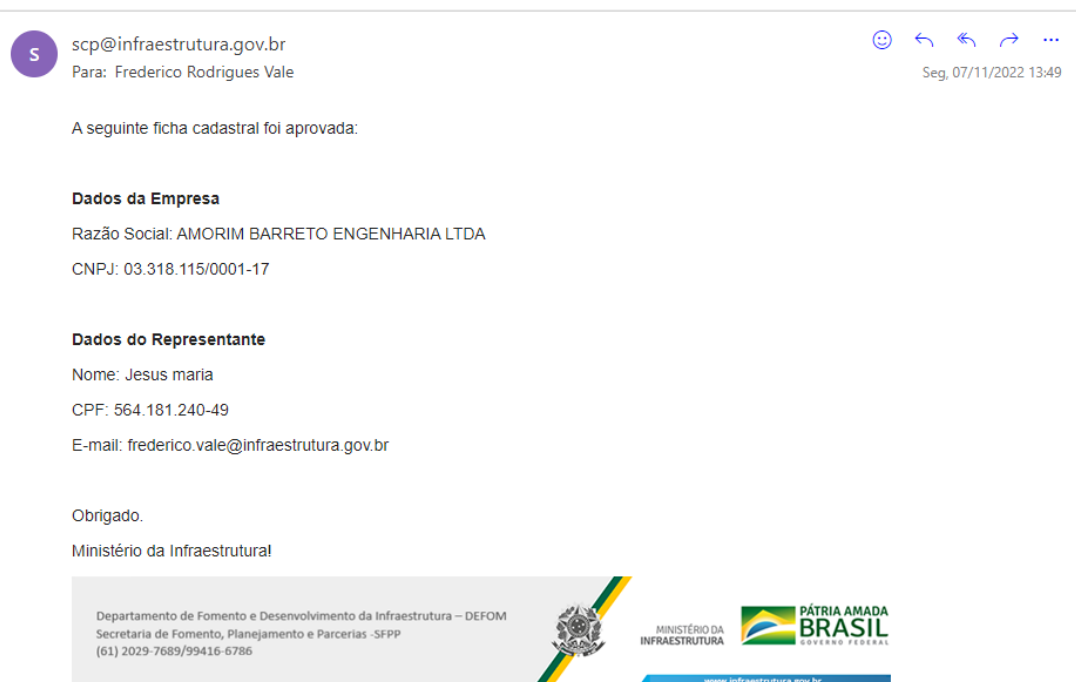 S
scp@infraestrutura.gov.br
Para: Frederico Rodrigues Vale
Seg, 07/11/2022 13:49
A seguinte ficha cadastral foi aprovada:
Dados da Empresa
Razão Social: AMORIM BARRETO ENGENHARIA LTDA
CNPJ: 03.318.115/0001-17
Dados do Representante
Nome: Jesus maria
CPF: 564.181.240-49
E-mail: frederico.vale@infraestrutura.gov.br
Obrigado.
Ministério da Infraestrutura!
Departamento de Fomento e Desenvolvimento da Infraestrutura – DEFOM
Secretaria de Fomento, Planejamento e Parcerias -SFPP
(61) 2029-7689/99416-6786
MINISTÉRIO DA
INFRAESTRUTURA
PÁTRIA AMADA
BRASIL
GOVERNO FEDERAL
www.infraestrutura.gov.br